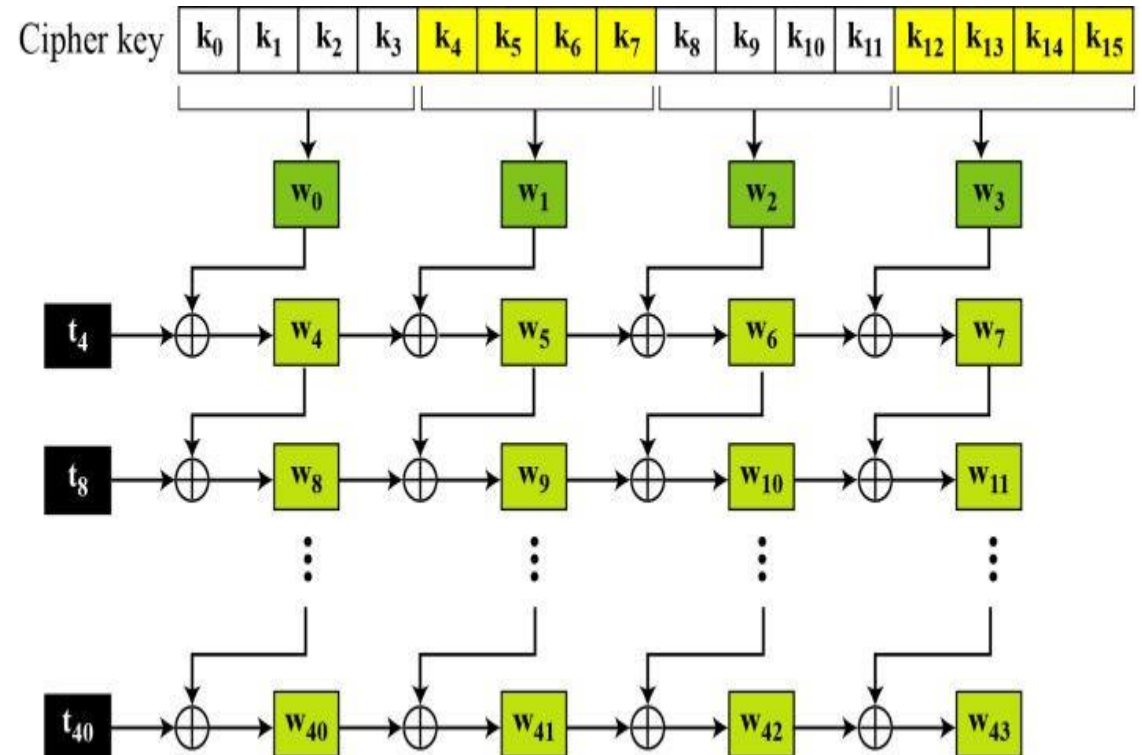 Cipher key k₀ k₁ k₂ k₃ k₄ k₅ k₆ k₇ k₈ k₉ k₁₀ k₁₁ k₁₂ k₁₃ k₁₄ k₁₅
w₀ w₁ w₂ w₃
t₄ w₄ w₅ w₆ w₇
t₈ w₈ w₉ w₁₀ w₁₁
t₄₀ w₄₀ w₄₁ w₄₂ w₄₃